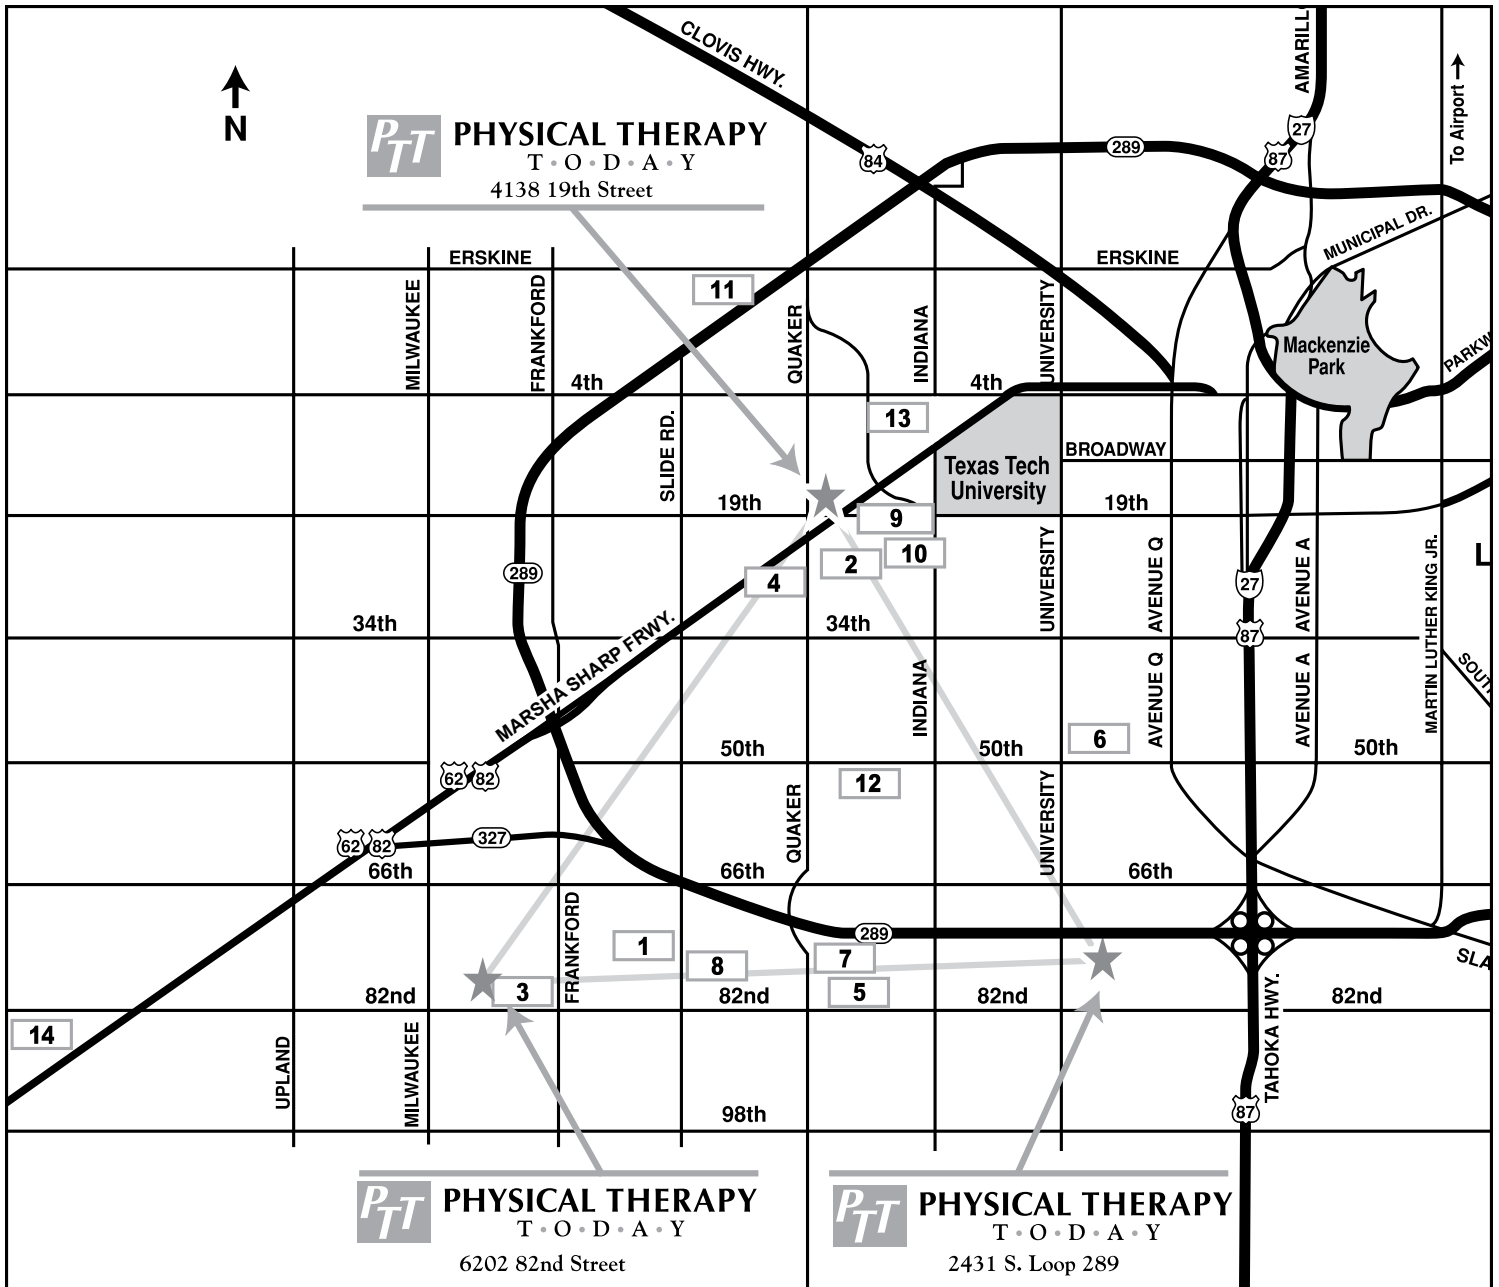 CLOVIS HWY.
AMARILL
To Airport
N
PTT
PHYSICAL THERAPY
T·O·D·A·Y
4138 19th Street
84
289
27
87
MUNICIPAL DR.
ERSKINE
ERSKINE
11
MILWAUKEE
FRANKFORD
QUAKER
INDIANA
UNIVERSITY
Mackenzie
Park
PARKW
4th
4th
13
SLIDE RD.
BROADWAY
Texas Tech
University
19th
19th
9
10
2
4
289
27
UNIVERSITY
AVENUE Q
AVENUE A
MARTIN LUTHER KING JR.
L
34th
34th
87
MARSHA SHARP FRWY.
INDIANA
AVENUE Q
AVENUE A
SOUT
6
50th
50th
50th
62
82
12
QUAKER
UNIVERSITY
62
82
327
66th
66th
66th
FRANKFORD
1
289
7
8
SLA
3
5
82nd
82nd
82nd
82nd
14
UPLAND
MILWAUKEE
TAHOKA HWY.
98th
87
PTT
PHYSICAL THERAPY
T·O·D·A·Y
6202 82nd Street
PTT
PHYSICAL THERAPY
T·O·D·A·Y
2431 S. Loop 289